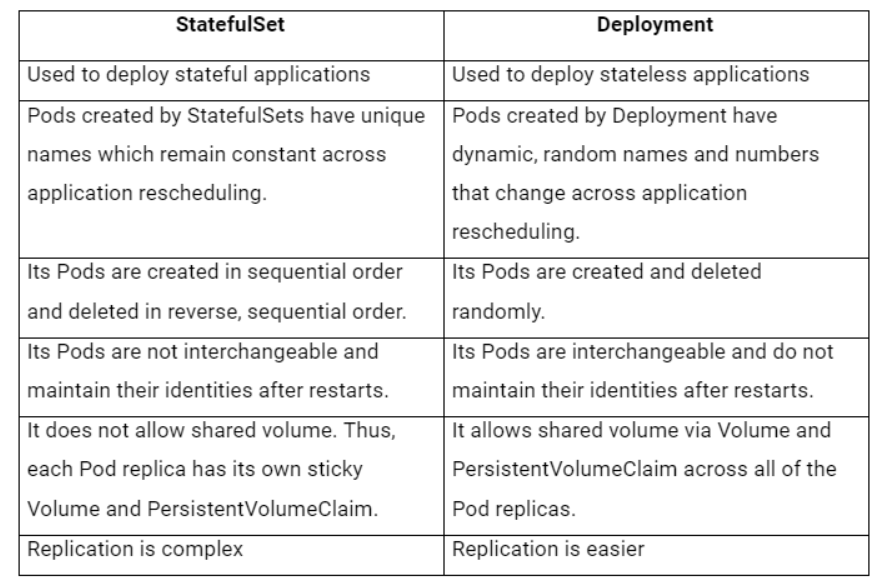 StatefulSet
Deployment
Used to deploy stateful applications
Used to deploy stateless applications
Pods created by StatefulSets have unique
names which remain constant across
application rescheduling.
Pods created by Deployment have
dynamic, random names and numbers
that change across application
rescheduling.
Its Pods are created in sequential order
and deleted in reverse, sequential order.
Its Pods are created and deleted
randomly.
Its Pods are not interchangeable and
maintain their identities after restarts.
Its Pods are interchangeable and do not
maintain their identities after restarts.
It does not allow shared volume. Thus,
each Pod replica has its own sticky
Volume and PersistentVolumeClaim.
It allows shared volume via Volume and
PersistentVolumeClaim across all of the
Pod replicas.
Replication is complex
Replication is easier